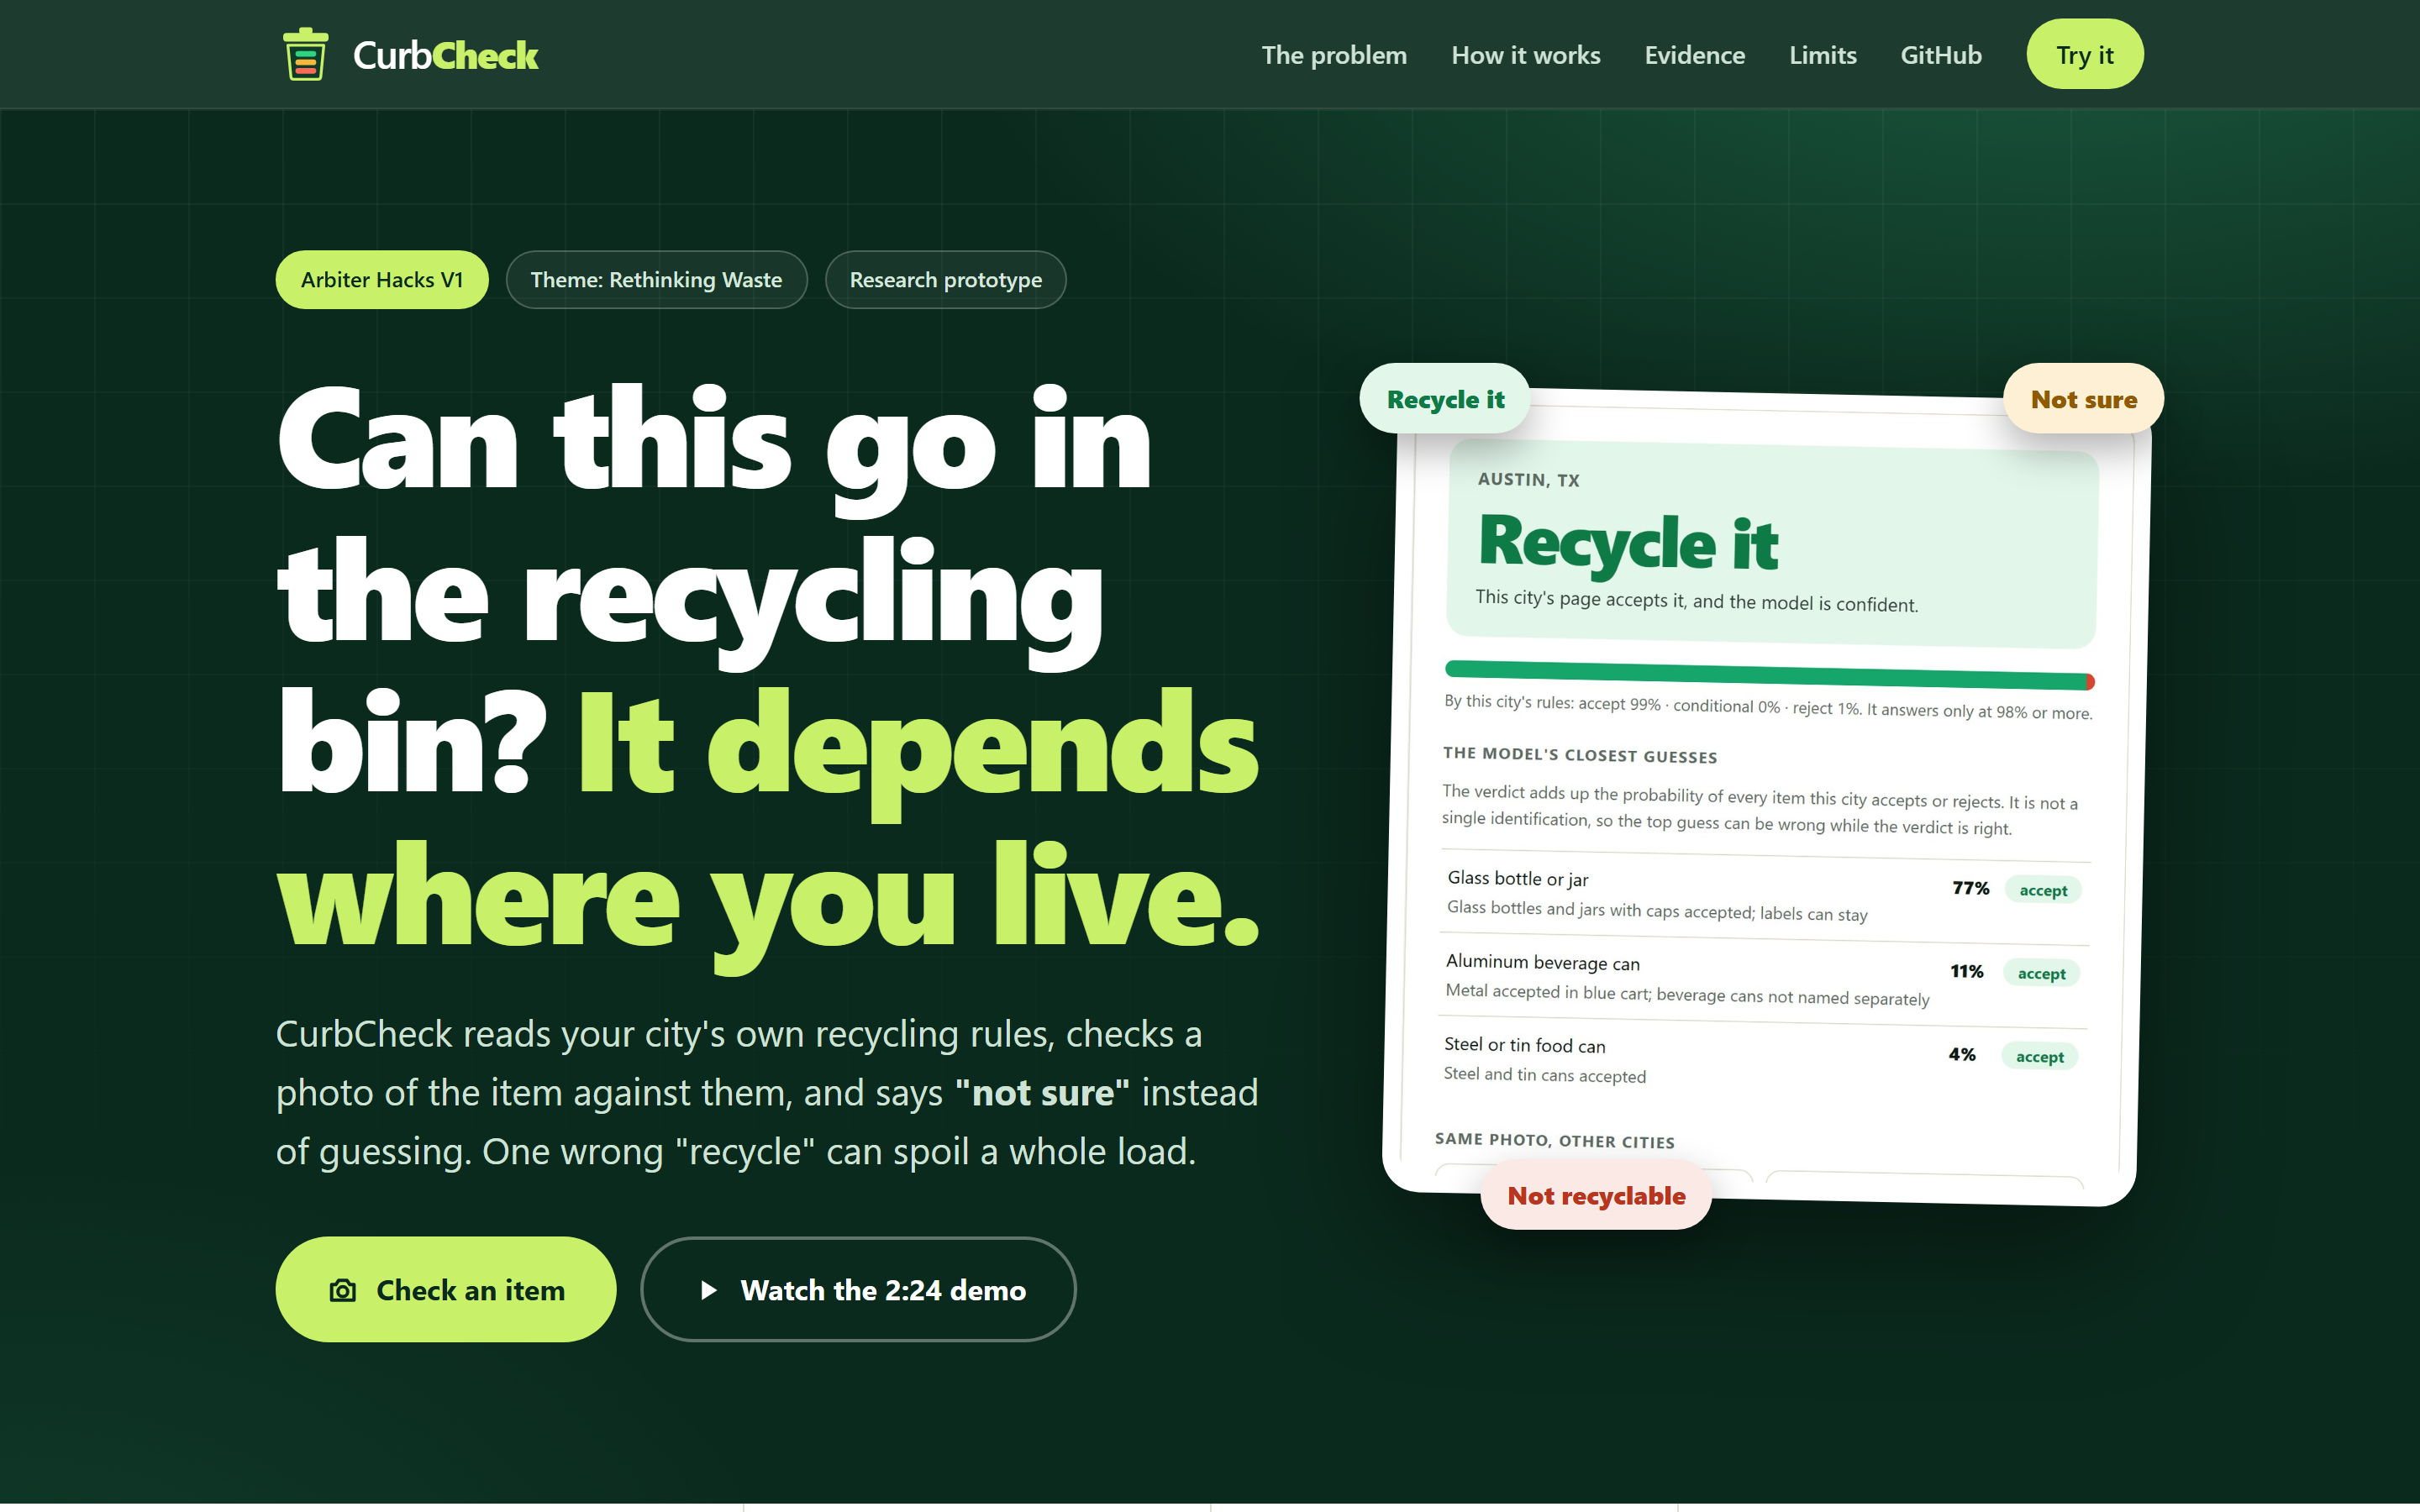 CurbCheck
The problem
How it works
Evidence
Limits
GitHub
Try it
Arbiter Hacks V1
Theme: Rethinking Waste
Research prototype
Can this go in
the recycling
bin? It depends
where you live.
CurbCheck reads your city's own recycling rules, checks a
photo of the item against them, and says "not sure" instead
of guessing. One wrong "recycle" can spoil a whole load.
Check an item
Watch the 2:24 demo
Recycle it
Not sure
AUSTIN, TX
Recycle it
This city's page accepts it, and the model is confident.
By this city's rules: accept 99% · conditional 0% · reject 1%. It answers only at 98% or more.
THE MODEL'S CLOSEST GUESSES
The verdict adds up the probability of every item this city accepts or rejects. It is not a
single identification, so the top guess can be wrong while the verdict is right.
Glass bottle or jar 77% accept
Glass bottles and jars with caps accepted; labels can stay
Aluminum beverage can 11% accept
Metal accepted in blue cart; beverage cans not named separately
Steel or tin food can 4% accept
Steel and tin cans accepted
SAME PHOTO, OTHER CITIES
Not recyclable